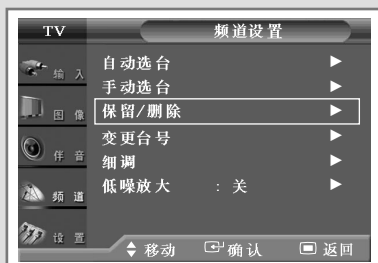 TV 频道设置
输入
图像
伴音
频道
设置
自动选台
手动选台
保留/删除
变更台号
细调
低噪放大 : 关
移动 确认 返回